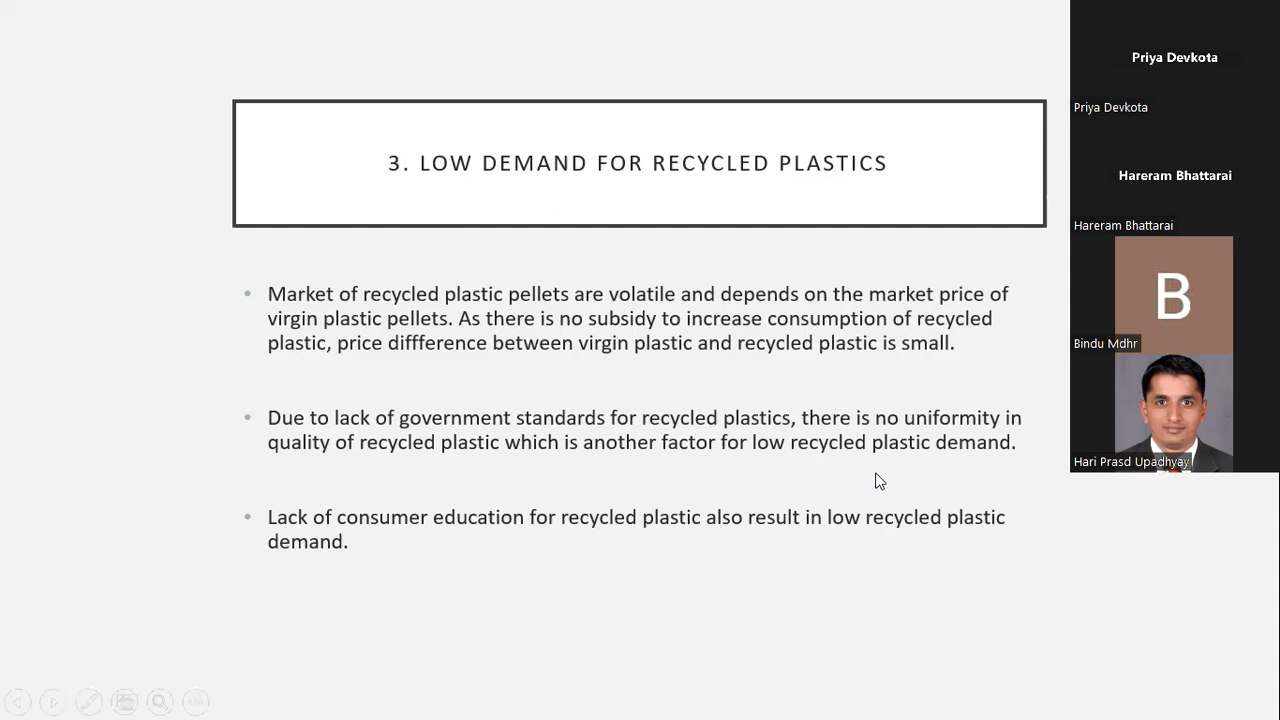 3. LOW DEMAND FOR RECYCLED PLASTICS
• Market of recycled plastic pellets are volatile and depends on the market price of
virgin plastic pellets. As there is no subsidy to increase consumption of recycled
plastic, price diffference between virgin plastic and recycled plastic is small.
• Due to lack of government standards for recycled plastics, there is no uniformity in
quality of recycled plastic which is another factor for low recycled plastic demand.
• Lack of consumer education for recycled plastic also result in low recycled plastic
demand.
Priya Devkota
Priya Devkota
Hareram Bhattarai
Hareram Bhattarai
B
Bindu Mdhr
Hari Prasd Upadhyay